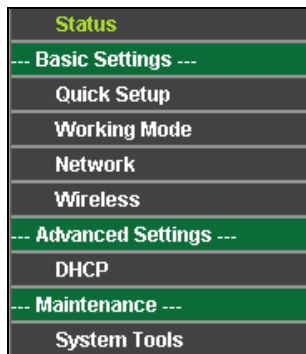 Status
--- Basic Settings ---
Quick Setup
Working Mode
Network
Wireless
--- Advanced Settings ---
DHCP
--- Maintenance ---
System Tools